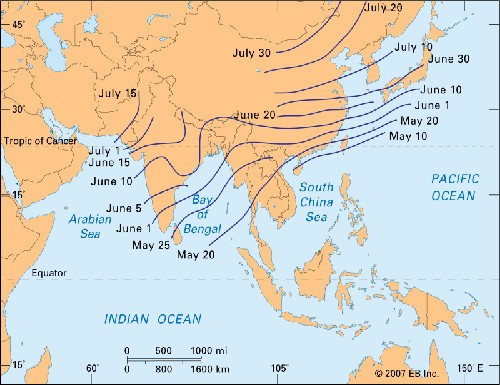 45°
July 20
July 30
July 10
June 30
July 15
June 10
June 20
June 1
May 20
Tropic of Cancer
July 1
May 10
June 15
June 10
15°
PACIFIC
OCEAN
South
China
Sea
Bay
of
Bengal
June 5
Arabian
Sea
June 1
May 25
May 20
Equator
INDIAN OCEAN
0 500 1000 mi
0 800 1600 km
60°
105°
150 E
© 2007 EB, Inc.